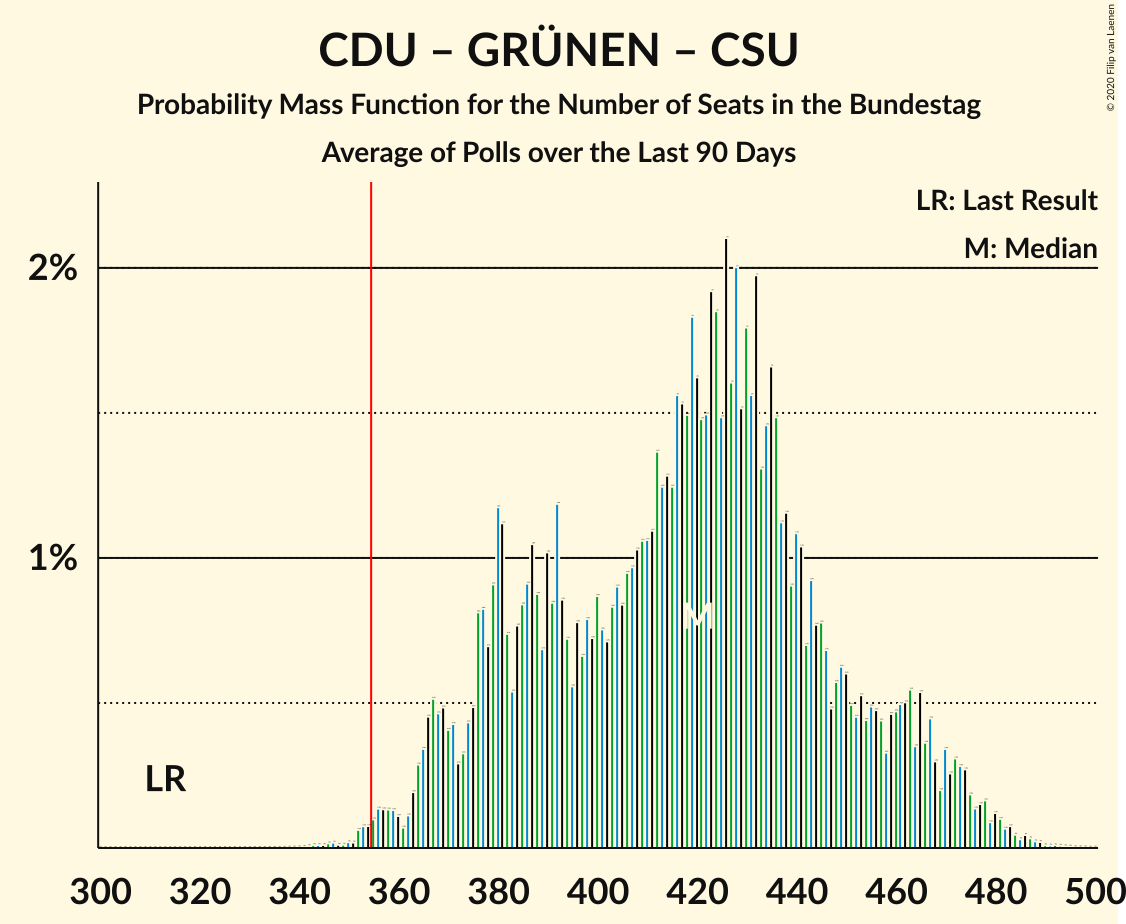 CDU – GRÜNEN – CSU
Probability Mass Function for the Number of Seats in the Bundestag
Average of Polls over the Last 90 Days
© 2020 Filip van Laenen
LR: Last Result
M: Median
2%
1%
M
LR
300 320 340 360 380 400 420 440 460 480 500